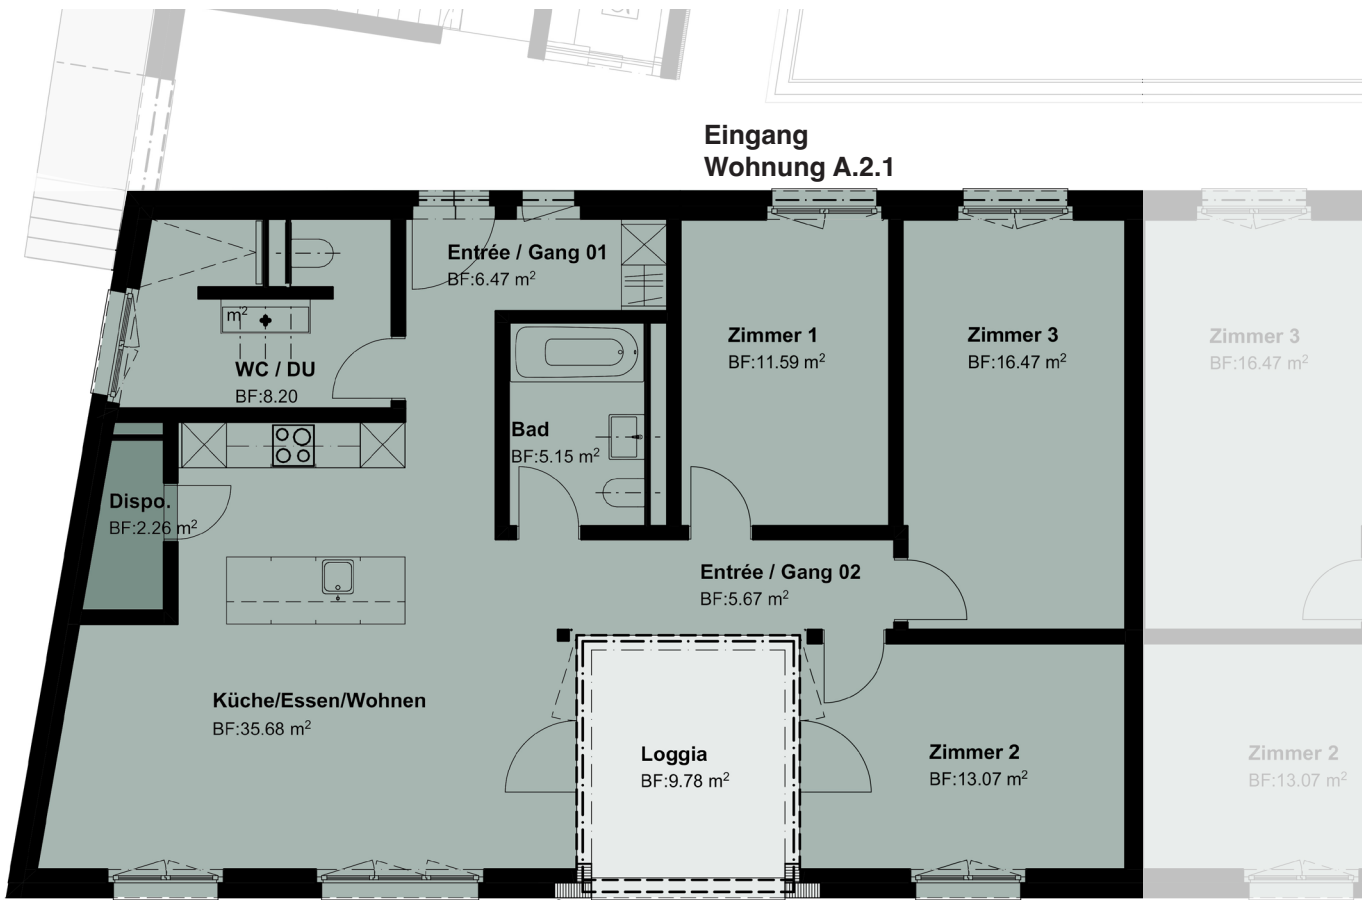 Eingang
Wohnung A.2.1
Entrée / Gang 01
BF:6.47 m²
m²
WC / DU
BF:8.20
Zimmer 1
BF:11.59 m²
Zimmer 3
BF:16.47 m²
Zimmer 3
BF:16.47 m²
Bad
BF:5.15 m²
Dispo.
BF:2.26 m²
Entrée / Gang 02
BF:5.67 m²
Küche/Essen/Wohnen
BF:35.68 m²
Loggia
BF:9.78 m²
Zimmer 2
BF:13.07 m²
Zimmer 2
BF:13.07 m²